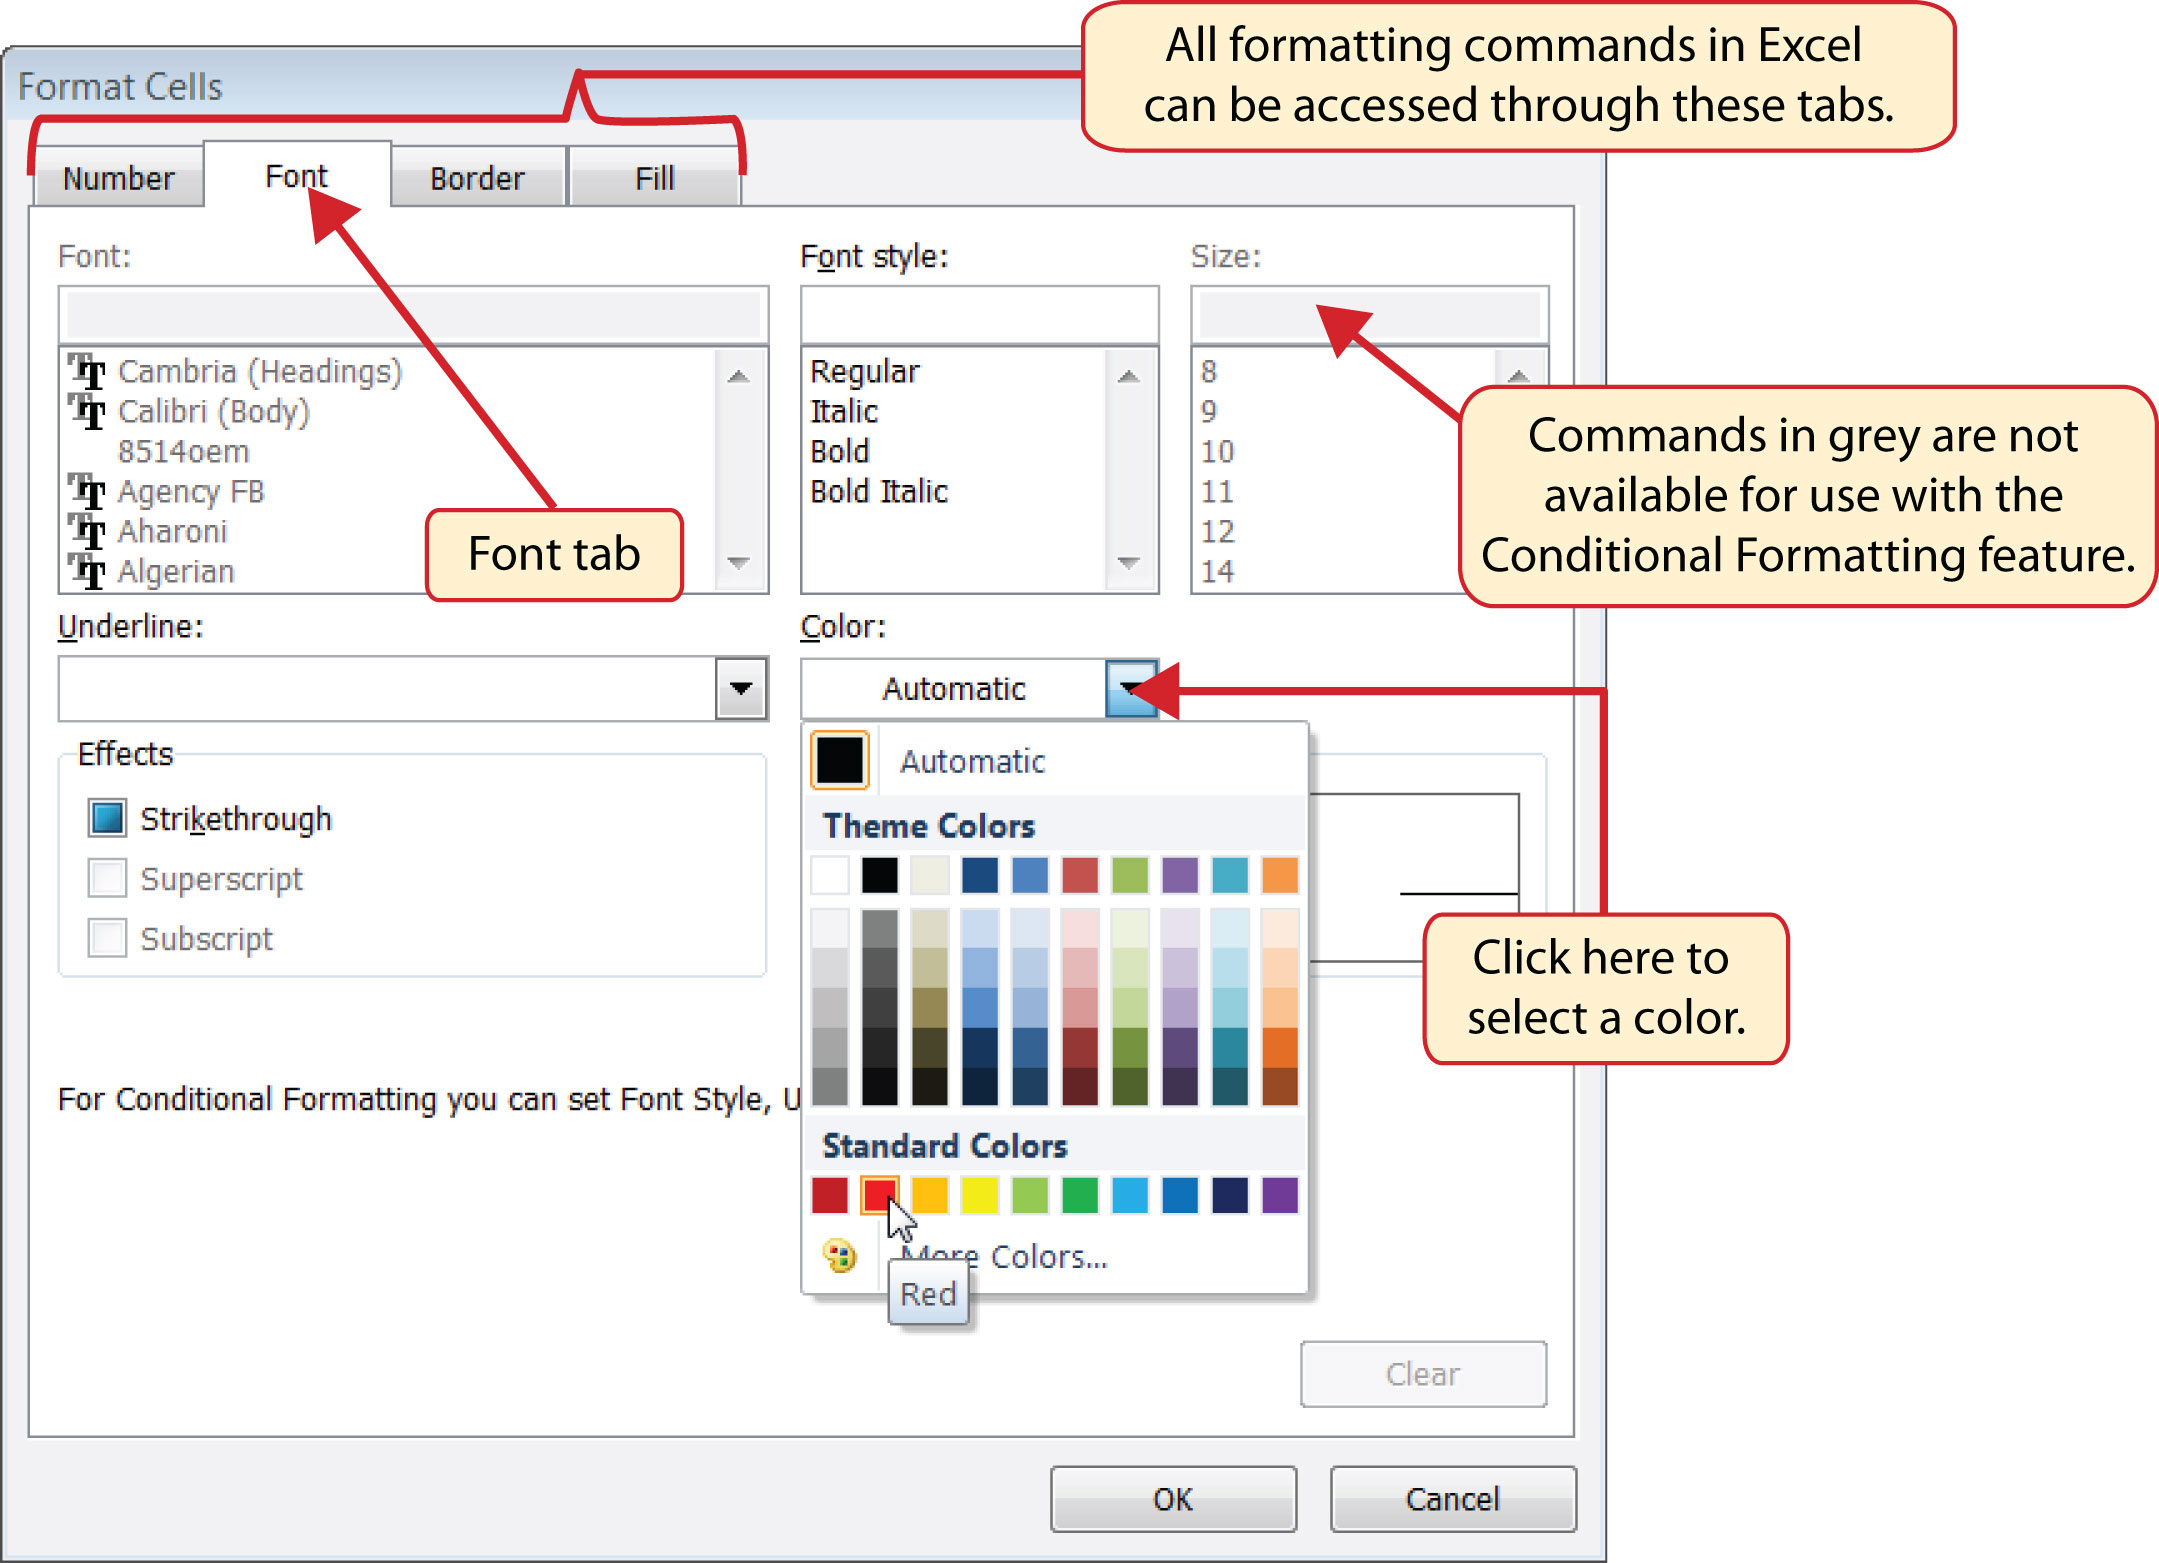 All formatting commands in Excel
can be accessed through these tabs.
Format Cells
Number Font Border Fill
Font: Font style: Size:
Cambria (Headings) Regular 8
Calibri (Body) Italic 9
8514oem Bold 10
Agency FB Bold Italic 11
Aharoni 12
Algerian 14
Font tab
Commands in grey are not
available for use with the
Conditional Formatting feature.
Underline: Color:
Automatic
Effects
Automatic
Strikethrough
Theme Colors
Superscript
Subscript
Click here to
select a color.
For Conditional Formatting you can set Font Style, U
Standard Colors
More Colors...
Red
Clear
OK Cancel